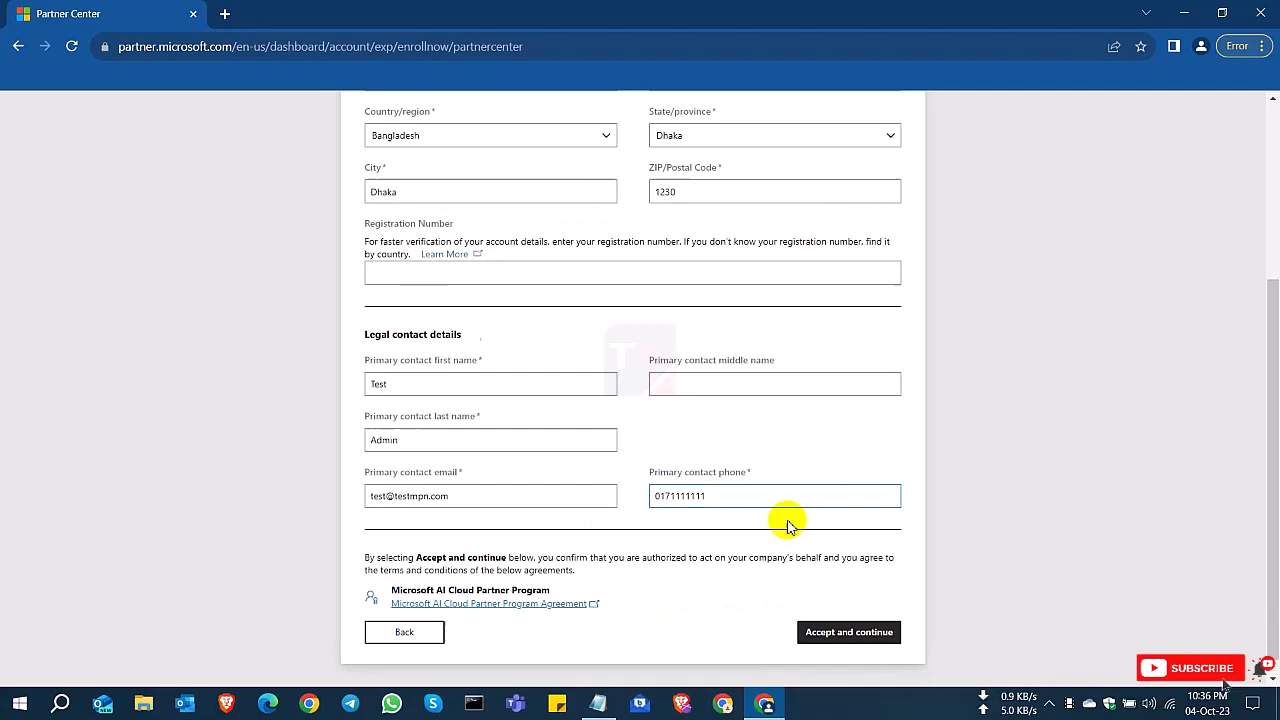 Partner Center
partner.microsoft.com/en-us/dashboard/account/exp/enrollnow/partnercenter
Error
Country/region *
State/province *
Bangladesh
Dhaka
City *
ZIP/Postal Code *
Dhaka
1230
Registration Number
For faster verification of your account details, enter your registration number. If you don't know your registration number, find it
by country. Learn More
Legal contact details
Primary contact first name *
Primary contact middle name
Test
Primary contact last name *
Admin
Primary contact email *
Primary contact phone *
test@testmpn.com
0171111111
By selecting Accept and continue below, you confirm that you are authorized to act on your company's behalf and you agree to
the terms and conditions of the below agreements.
Microsoft AI Cloud Partner Program
Microsoft AI Cloud Partner Program Agreement
Back
Accept and continue
SUBSCRIBE
0.9 KB/s
5.0 KB/s
10:36 PM
04-Oct-23